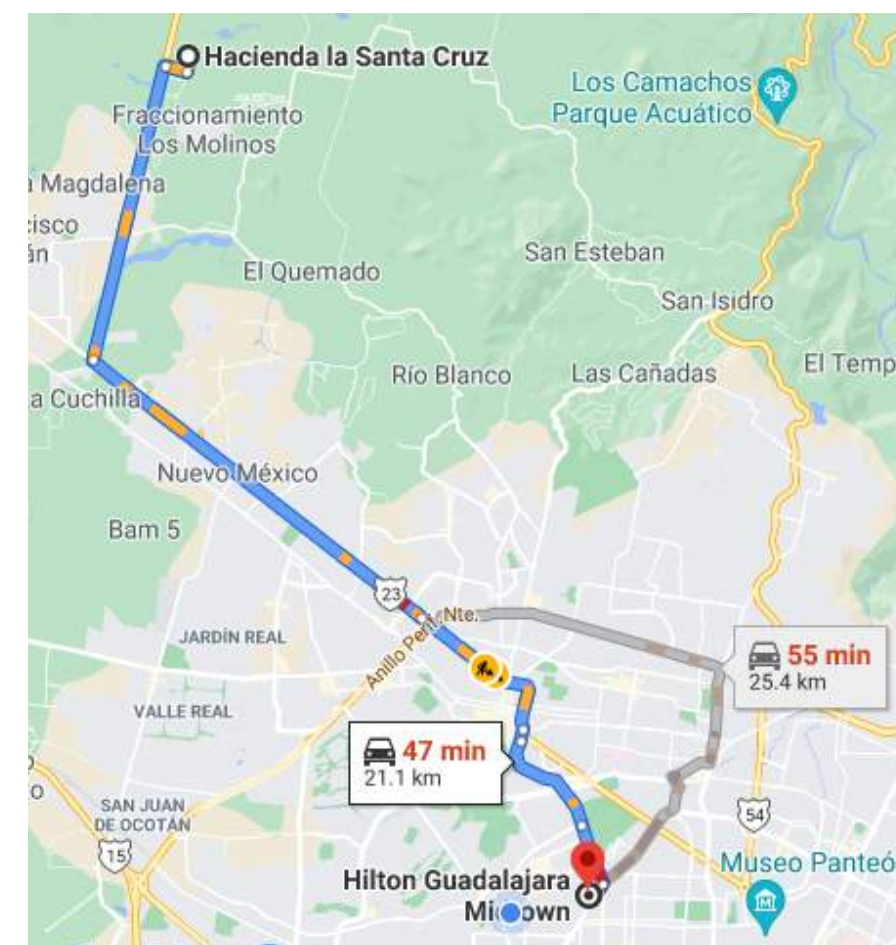 Hacienda la Santa Cruz
Los Camachos
Parque Acuático
Fraccionamiento
Los Molinos
a Magdalena
cisco
án
El Quemado
San Esteban
San Isidro
Río Blanco
Las Cañadas
El Temp
a Cuchilla
Nuevo México
Bam 5
23
Nte.
Anillo Perif.
JARDÍN REAL
55 min
25.4 km
VALLE REAL
47 min
21.1 km
o
SAN JUAN
DE OCOTÁN
54
15
Museo Panteó
Hilton Guadalajara